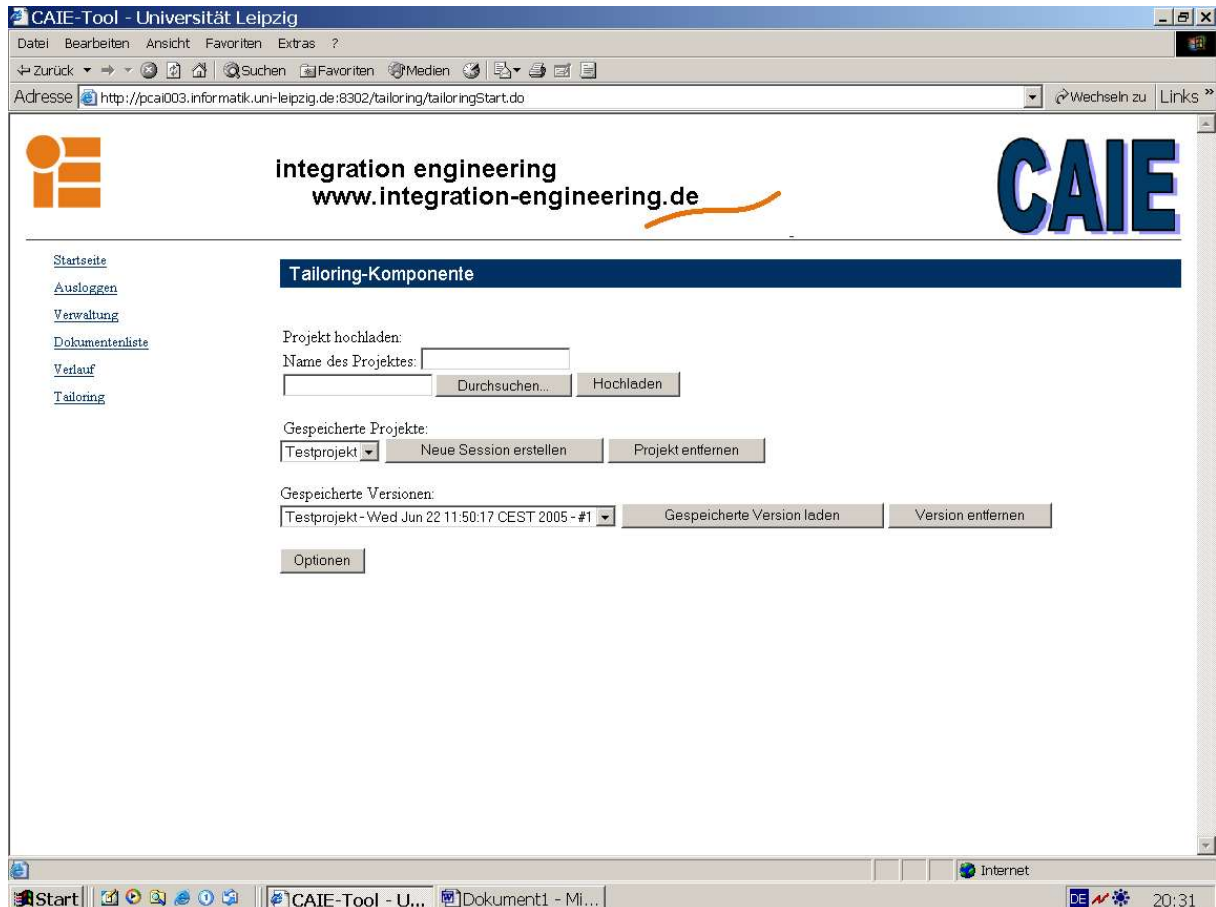 CAIE-Tool - Universität Leipzig
Datei Bearbeiten Ansicht Favoriten Extras ?
Zurück Suchen Favoriten Medien
Adresse http://pcai003.informatik.uni-leipzig.de:8302/tailoring/tailoringStart.do Wechseln zu Links »
integration engineering
www.integration-engineering.de
CAIE
Startseite
Ausloggen
Verwaltung
Dokumentenliste
Verlauf
Tailoring
Tailoring-Komponente
Projekt hochladen:
Name des Projektes:
Durchsuchen... Hochladen
Gespeicherte Projekte:
Testprojekt Neue Session erstellen Projekt entfernen
Gespeicherte Versionen:
Testprojekt - Wed Jun 22 11:50:17 CEST 2005 - #1 Gespeicherte Version laden Version entfernen
Optionen
Internet
Start CAIE-Tool - U... Dokument1 - Mi... DE 20:31